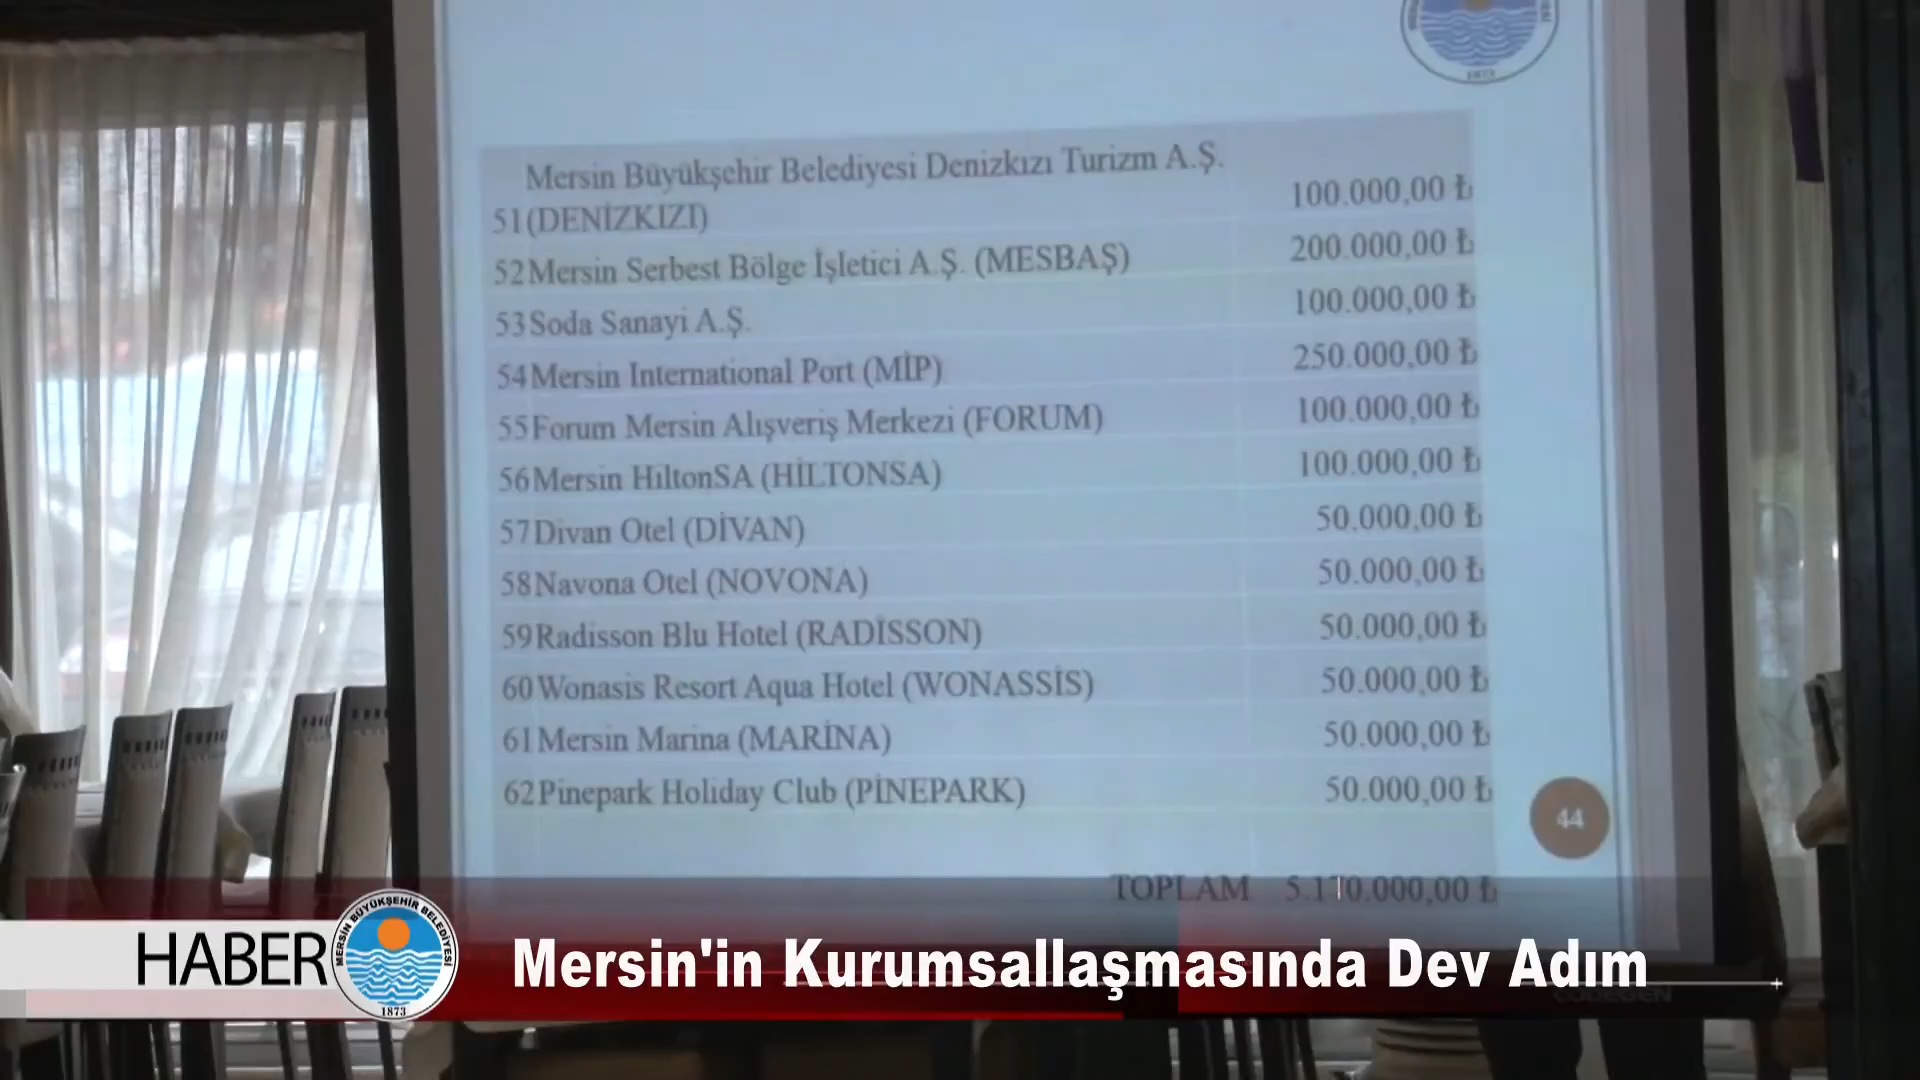 1873
Mersin Büyükşehir Belediyesi Denizkızı Turizm A.Ş.
51 (DENİZKIZI) 100.000,00 ₺
52 Mersin Serbest Bölge İşletici A.Ş. (MESBAŞ) 200.000,00 ₺
53 Soda Sanayi A.Ş. 100.000,00 ₺
54 Mersin International Port (MİP) 250.000,00 ₺
55 Forum Mersin Alışveriş Merkezi (FORUM) 100.000,00 ₺
56 Mersin HiltonSA (HİLTONSA) 100.000,00 ₺
57 Divan Otel (DİVAN) 50.000,00 ₺
58 Navona Otel (NOVONA) 50.000,00 ₺
59 Radisson Blu Hotel (RADİSSON) 50.000,00 ₺
60 Wonasis Resort Aqua Hotel (WONASSİS) 50.000,00 ₺
61 Mersin Marina (MARİNA) 50.000,00 ₺
62 Pinepark Holiday Club (PİNEPARK) 50.000,00 ₺
44
TOPLAM 5.170.000,00 ₺
HABER
MERSİN BÜYÜKŞEHİR BELEDİYESİ
1873
Mersin'in Kurumsallaşmasında Dev Adım